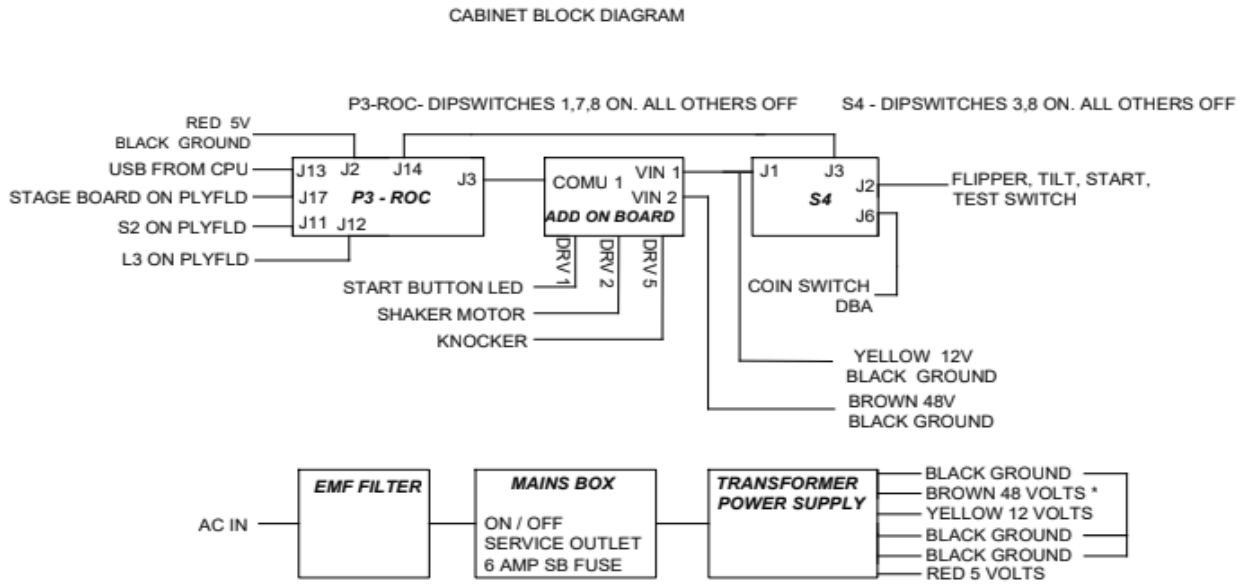 CABINET BLOCK DIAGRAM
P3-ROC- DIPSWITCHES 1,7,8 ON. ALL OTHERS OFF
S4 - DIPSWITCHES 3,8 ON. ALL OTHERS OFF
RED 5V
BLACK GROUND
USB FROM CPU
STAGE BOARD ON PLYFLD
S2 ON PLYFLD
L3 ON PLYFLD
J13 J2 J14
J3
J17 P3 - ROC
J11 J12
COMU 1
VIN 1
VIN 2
ADD ON BOARD
DRV 1
DRV 2
DRV 5
START BUTTON LED
SHAKER MOTOR
KNOCKER
J1 J3
J2
S4
J6
FLIPPER, TILT, START,
TEST SWITCH
COIN SWITCH
DBA
YELLOW 12V
BLACK GROUND
BROWN 48V
BLACK GROUND
AC IN
EMF FILTER
MAINS BOX
ON / OFF
SERVICE OUTLET
6 AMP SB FUSE
TRANSFORMER
POWER SUPPLY
BLACK GROUND
BROWN 48 VOLTS *
YELLOW 12 VOLTS
BLACK GROUND
BLACK GROUND
RED 5 VOLTS